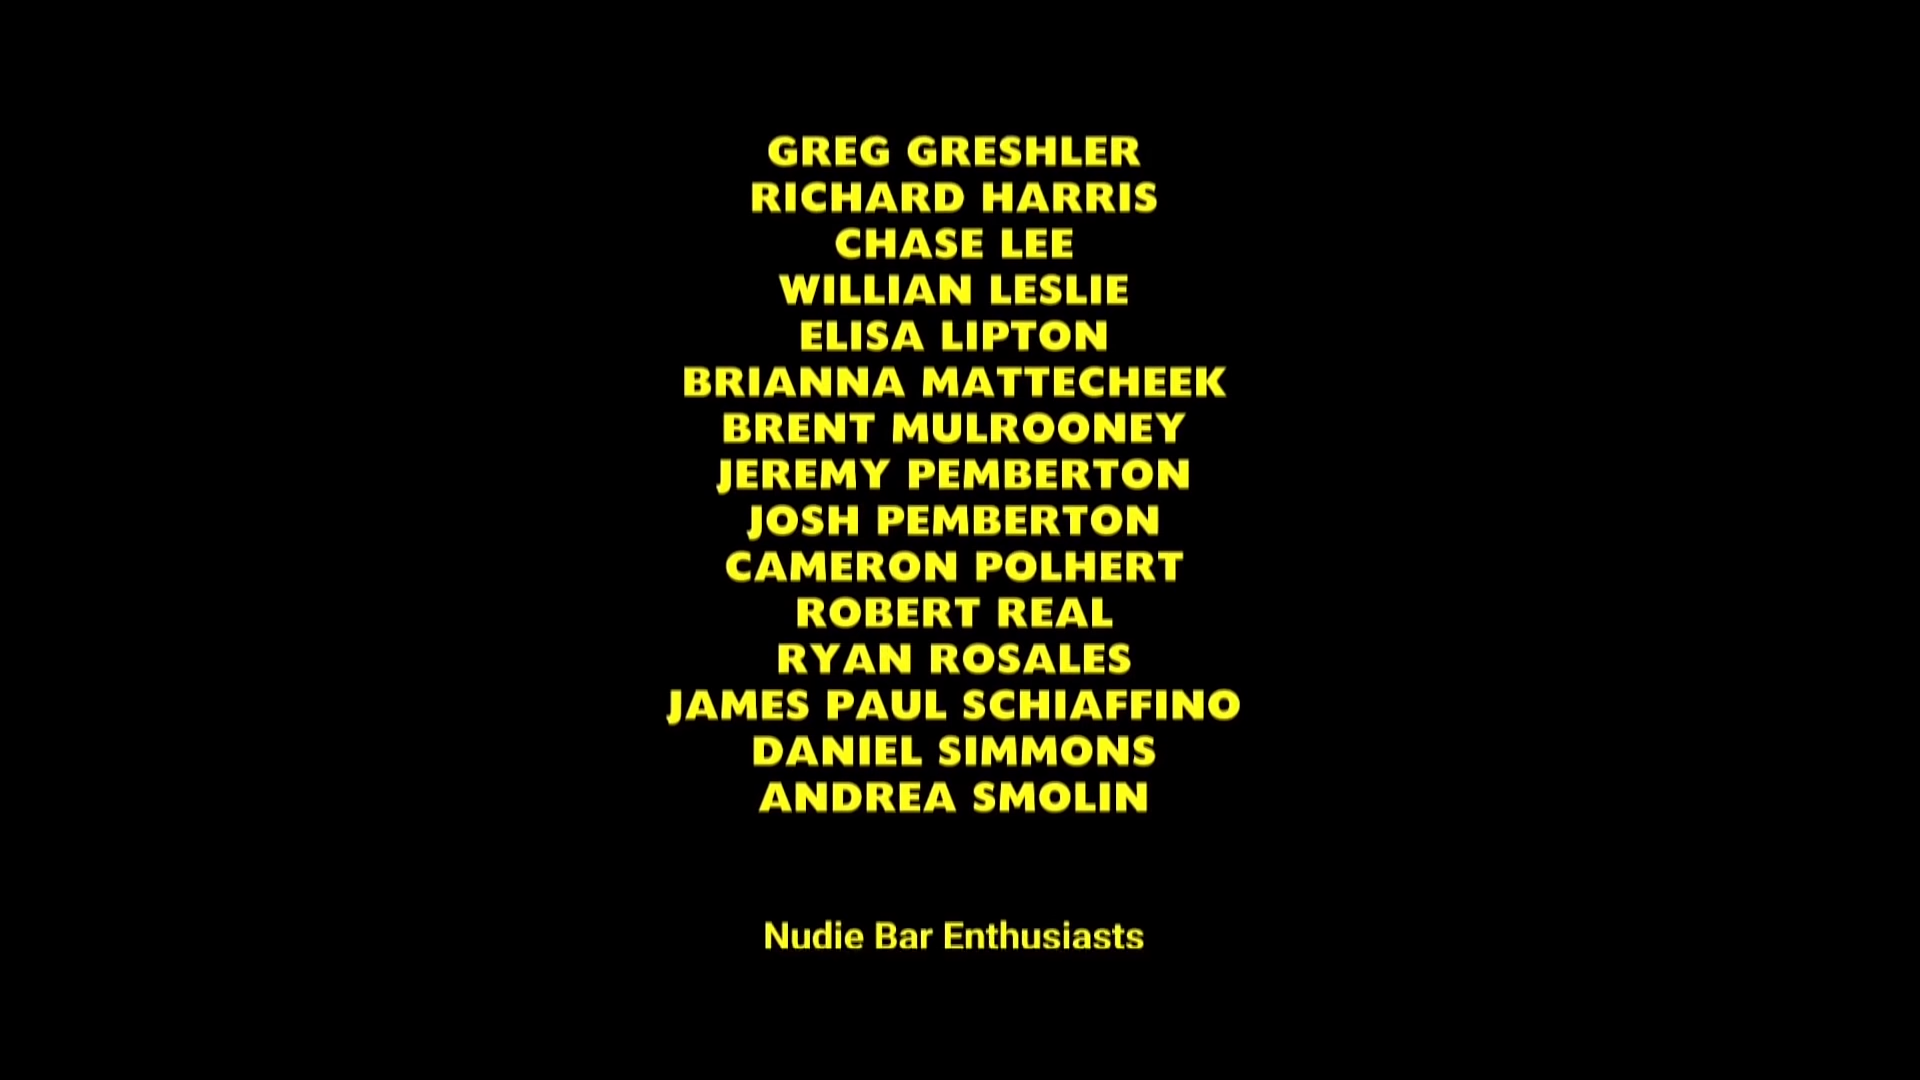 GREG GRESHLER
RICHARD HARRIS
CHASE LEE
WILLIAN LESLIE
ELISA LIPTON
BRIANNA MATTECHEEK
BRENT MULROONEY
JEREMY PEMBERTON
JOSH PEMBERTON
CAMERON POLHERT
ROBERT REAL
RYAN ROSALES
JAMES PAUL SCHIAFFINO
DANIEL SIMMONS
ANDREA SMOLIN
Nudie Bar Enthusiasts